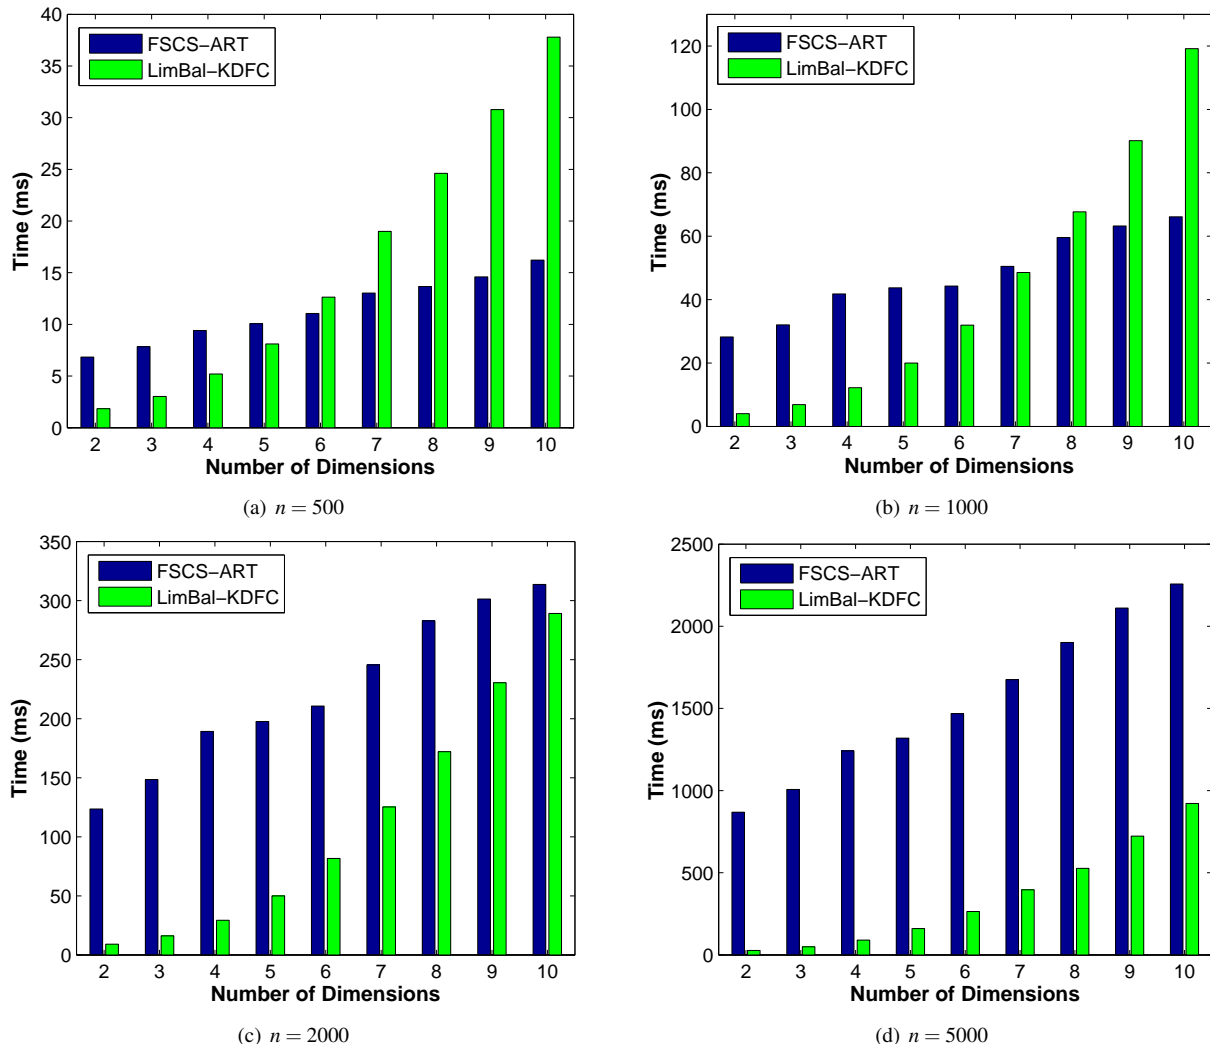 40
35
30
25
20
15
10
5
0
Time (ms)
FSCS−ART
LimBal−KDFC
2 3 4 5 6 7 8 9 10
Number of Dimensions
(a) n = 500
120
100
80
60
40
20
0
Time (ms)
FSCS−ART
LimBal−KDFC
2 3 4 5 6 7 8 9 10
Number of Dimensions
(b) n = 1000
350
300
250
200
150
100
50
0
Time (ms)
FSCS−ART
LimBal−KDFC
2 3 4 5 6 7 8 9 10
Number of Dimensions
(c) n = 2000
2500
2000
1500
1000
500
0
Time (ms)
FSCS−ART
LimBal−KDFC
2 3 4 5 6 7 8 9 10
Number of Dimensions
(d) n = 5000